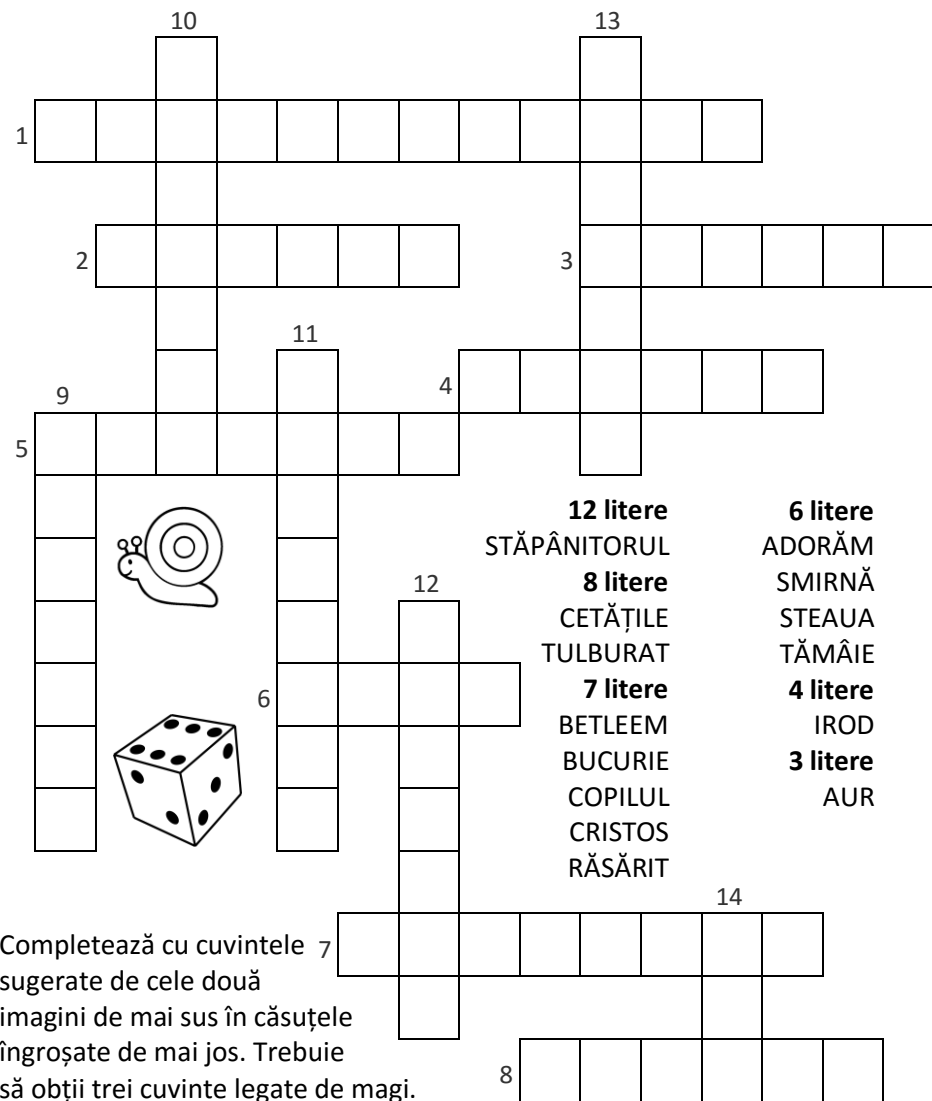 10
13
1
2
3
11
9
4
5
12 litere
STĂPÂNITORUL
8 litere
CETĂȚILE
TULBURAT
7 litere
BETLEEM
BUCURIE
COPILUL
CRISTOS
RĂSĂRIT
6 litere
ADORĂM
SMIRNĂ
STEAUA
TĂMÂIE
4 litere
IROD
3 litere
AUR
12
6
14
7
8
Completează cu cuvintele
sugerate de cele două
imagini de mai sus în căsuțele
îngroșate de mai jos. Trebuie
să obții trei cuvinte legate de magi.